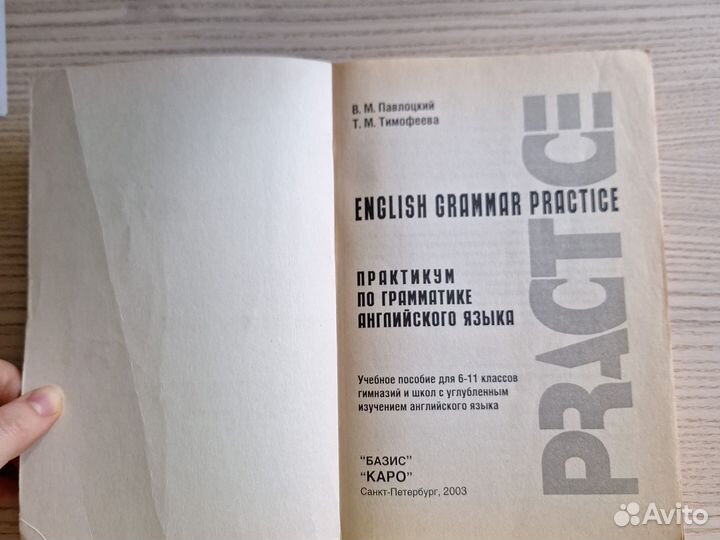 В. М. Павлоцкий
Т. М. Тимофеева
ENGLISH GRAMMAR PRACTICE
ПРАКТИКУМ
ПО ГРАММАТИКЕ
АНГЛИЙСКОГО ЯЗЫКА
Учебное пособие для 6-11 классов
гимназий и школ с углубленным
изучением английского языка
"БАЗИС"
"КАРО"
Санкт-Петербург, 2003
PRACTICE
Avito